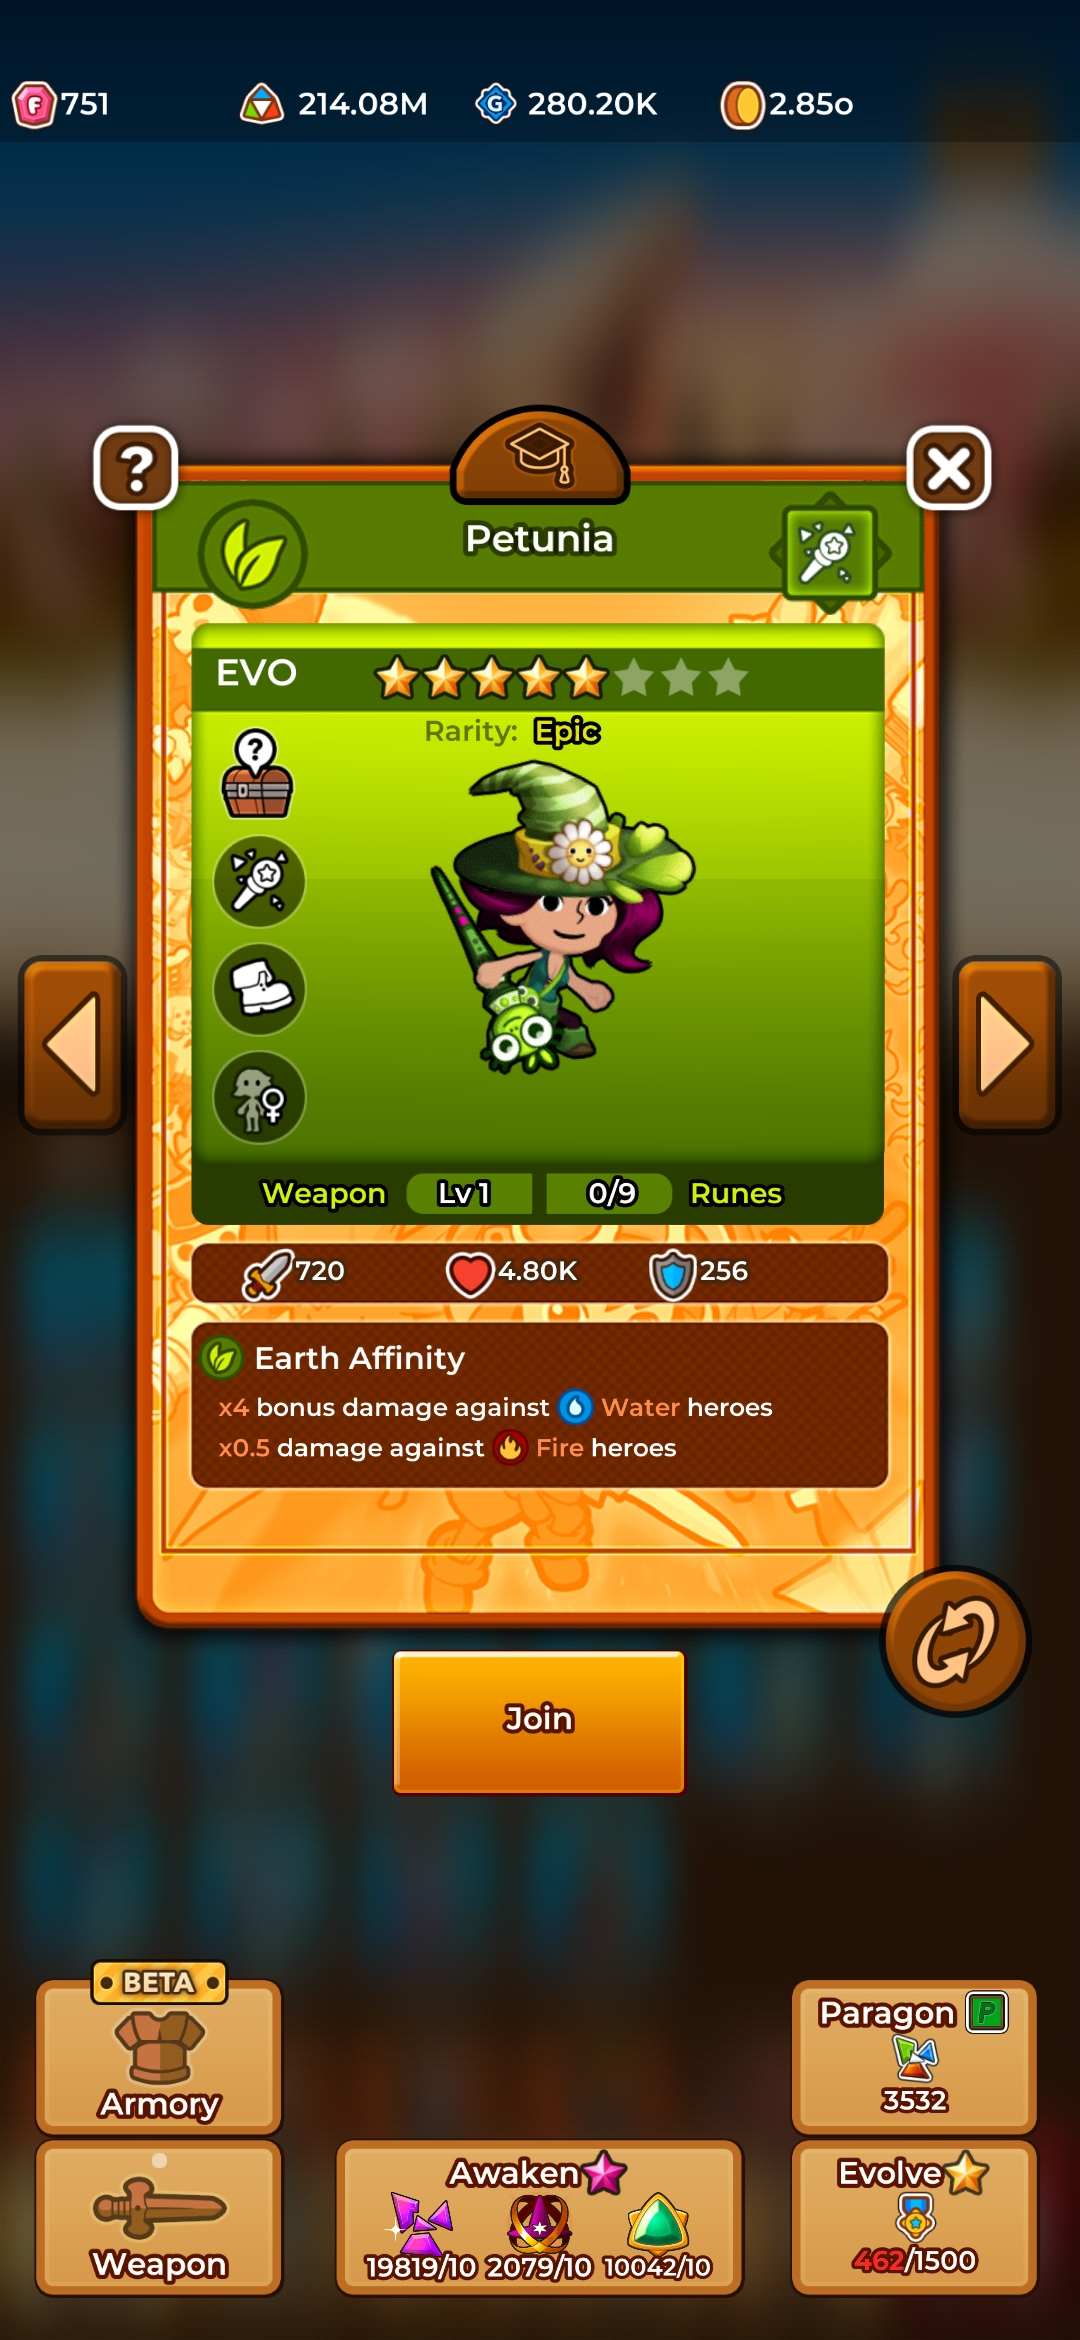 751 214.08M 280.20K 2.85o
Petunia
EVO
Rarity: Epic
Weapon Lv 1 0/9 Runes
720 4.80K 256
Earth Affinity
x4 bonus damage against Water heroes
x0.5 damage against Fire heroes
Join
BETA
Armory
Paragon P
3532
Weapon
Awaken
19819/10 2079/10 10042/10
Evolve
462/1500